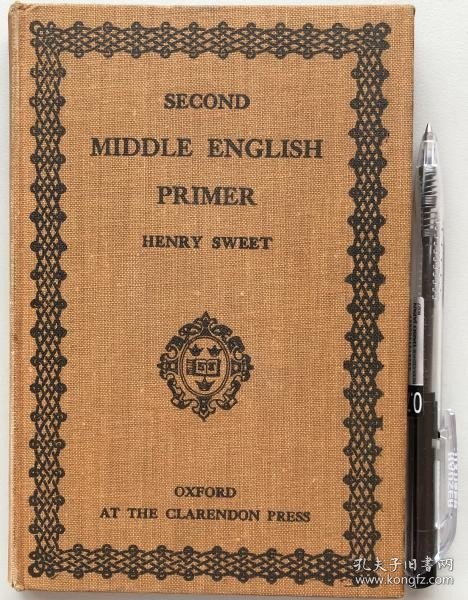 SECOND
MIDDLE ENGLISH
PRIMER
HENRY SWEET
OXFORD
AT THE CLARENDON PRESS
孔夫子旧书网
kongfz.com